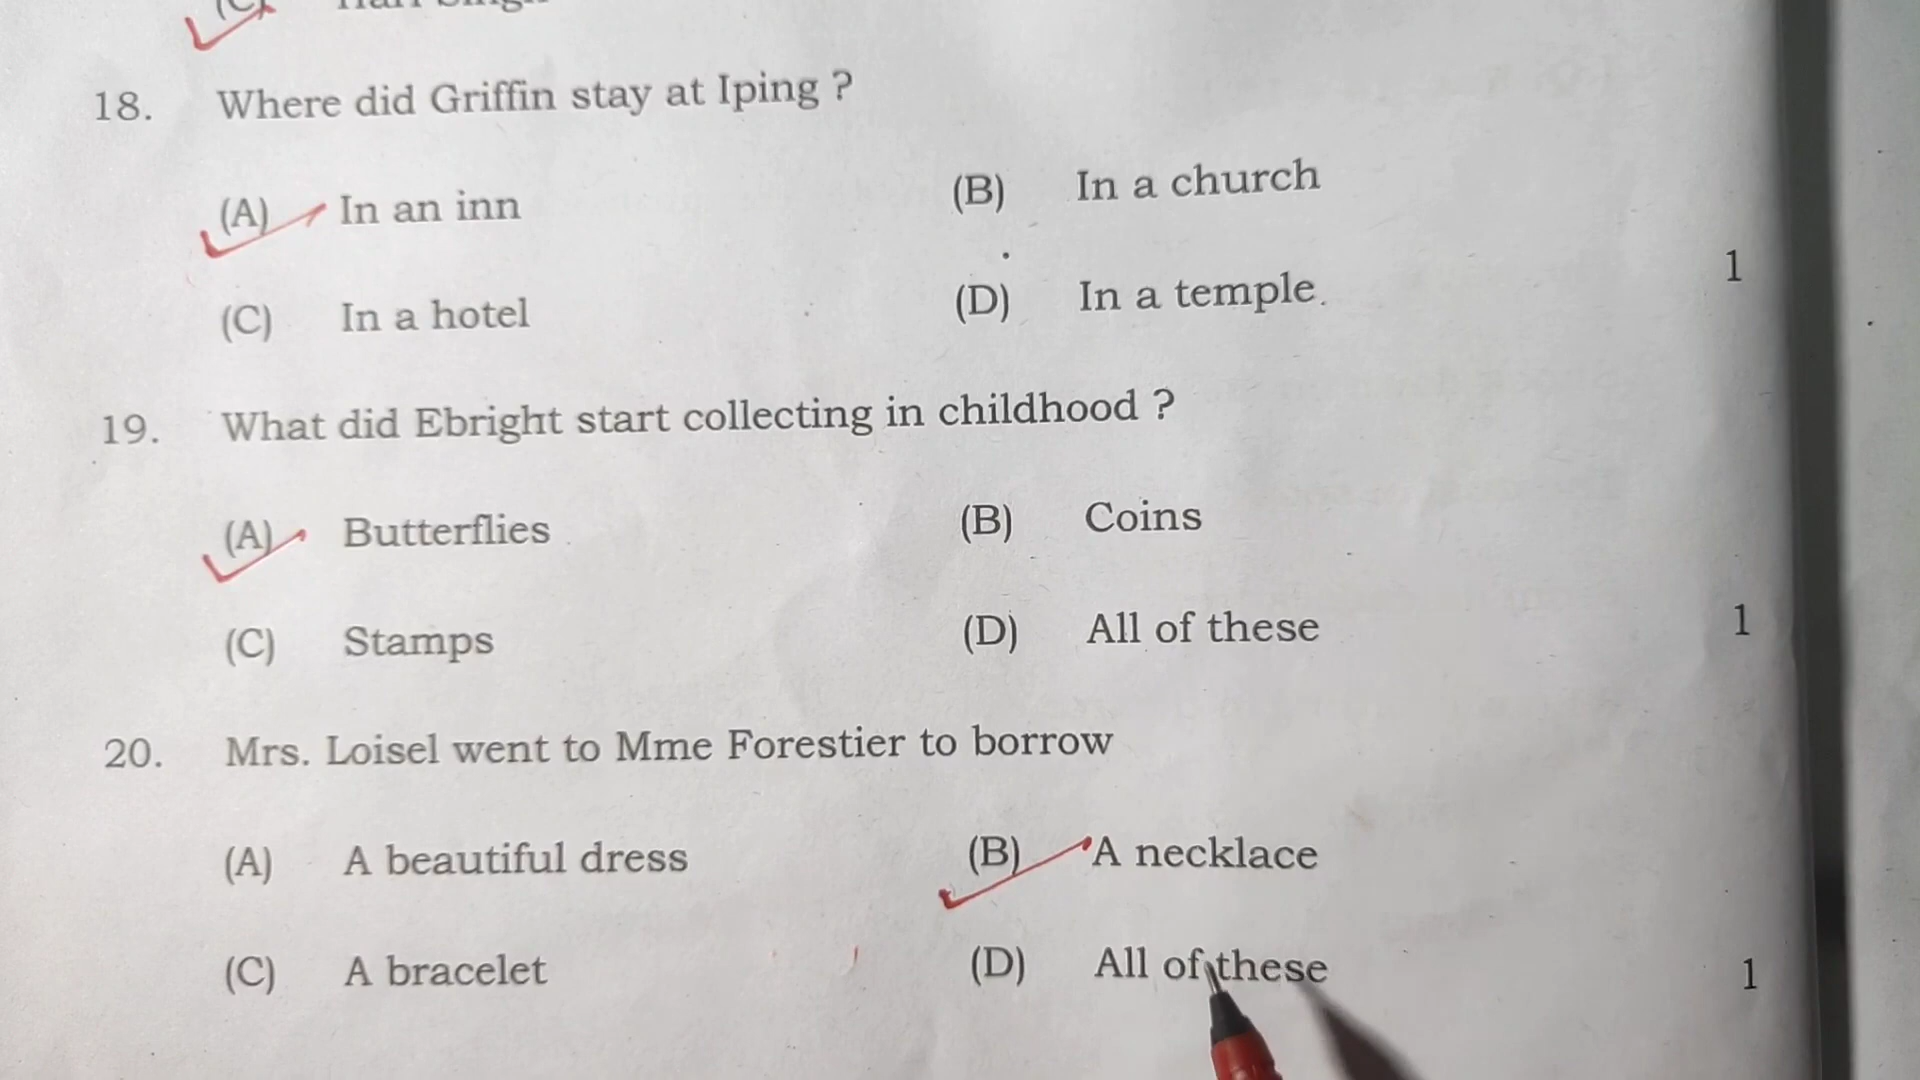 18. Where did Griffin stay at Iping ?
(A) In an inn (B) In a church
(C) In a hotel (D) In a temple. 1
19. What did Ebright start collecting in childhood ?
(A) Butterflies (B) Coins
(C) Stamps (D) All of these 1
20. Mrs. Loisel went to Mme Forestier to borrow
(A) A beautiful dress (B) A necklace
(C) A bracelet (D) All of these 1